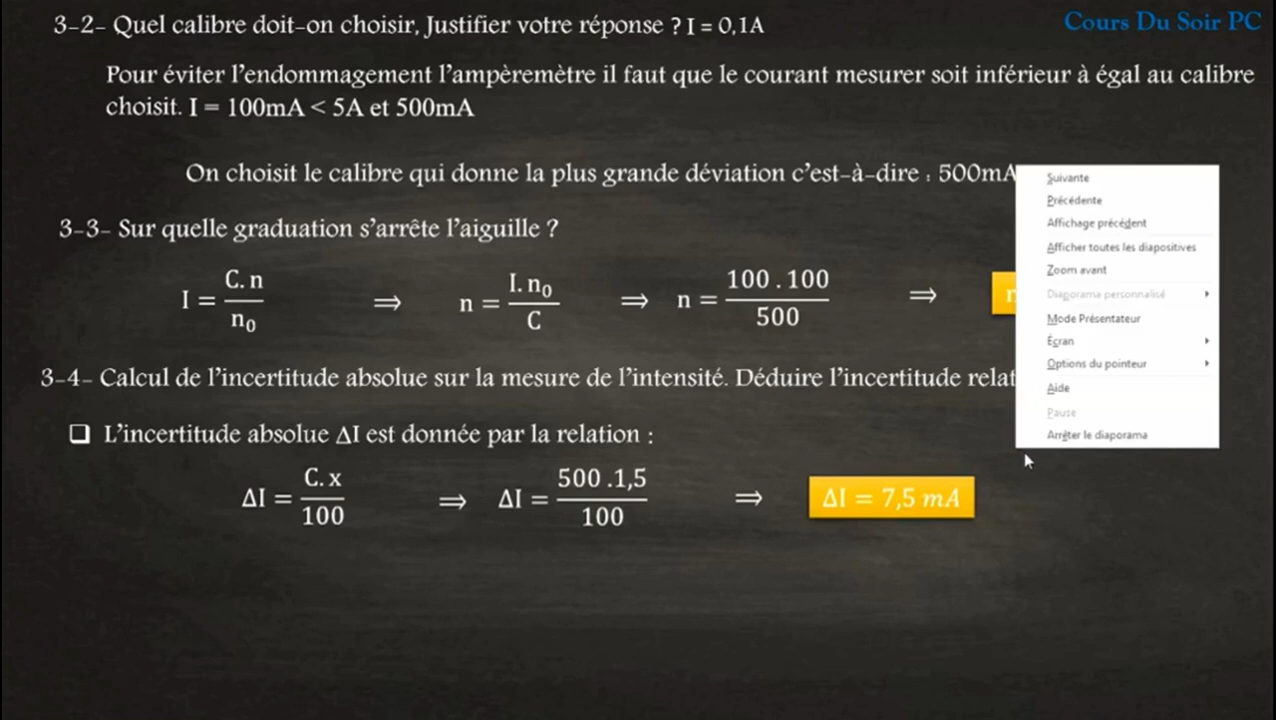 3-2- Quel calibre doit-on choisir, Justifier votre réponse ? I = 0,1A
Cours Du Soir PC
Pour éviter l'endommagement l'ampèremètre il faut que le courant mesurer soit inférieur à égal au calibre
choisit. I = 100mA < 5A et 500mA
On choisit le calibre qui donne la plus grande déviation c'est-à-dire : 500mA
3-3- Sur quelle graduation s'arrête l'aiguille ?
I = C. n / n₀ ⟹ n = I. n₀ / C ⟹ n = 100 . 100 / 500 ⟹ n
3-4- Calcul de l'incertitude absolue sur la mesure de l'intensité. Déduire l'incertitude relat
❑ L'incertitude absolue ΔI est donnée par la relation :
ΔI = C. x / 100 ⟹ ΔI = 500 .1,5 / 100 ⟹ ΔI = 7,5 mA
Suivante
Précédente
Affichage précédent
Afficher toutes les diapositives
Zoom avant
Diaporama personnalisé
Mode Présentateur
Écran
Options du pointeur
Aide
Pause
Arrêter le diaporama